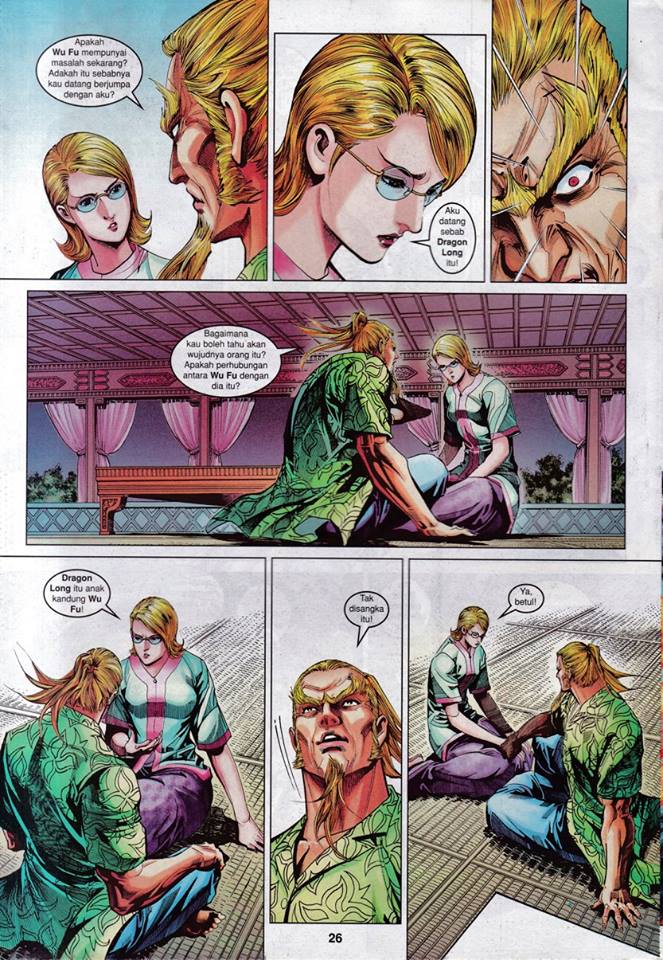 Apakah
Wu Fu mempunyai
masalah sekarang?
Adakah itu sebabnya
kau datang berjumpa
dengan aku?
Aku
datang
sebab
Dragon
Long
itu!
Bagaimana
kau boleh tahu akan
wujudnya orang itu?
Apakah perhubungan
antara Wu Fu dengan
dia itu?
Dragon
Long itu anak
kandung Wu
Fu!
Tak
disangka
itu!
Ya,
betul!
26